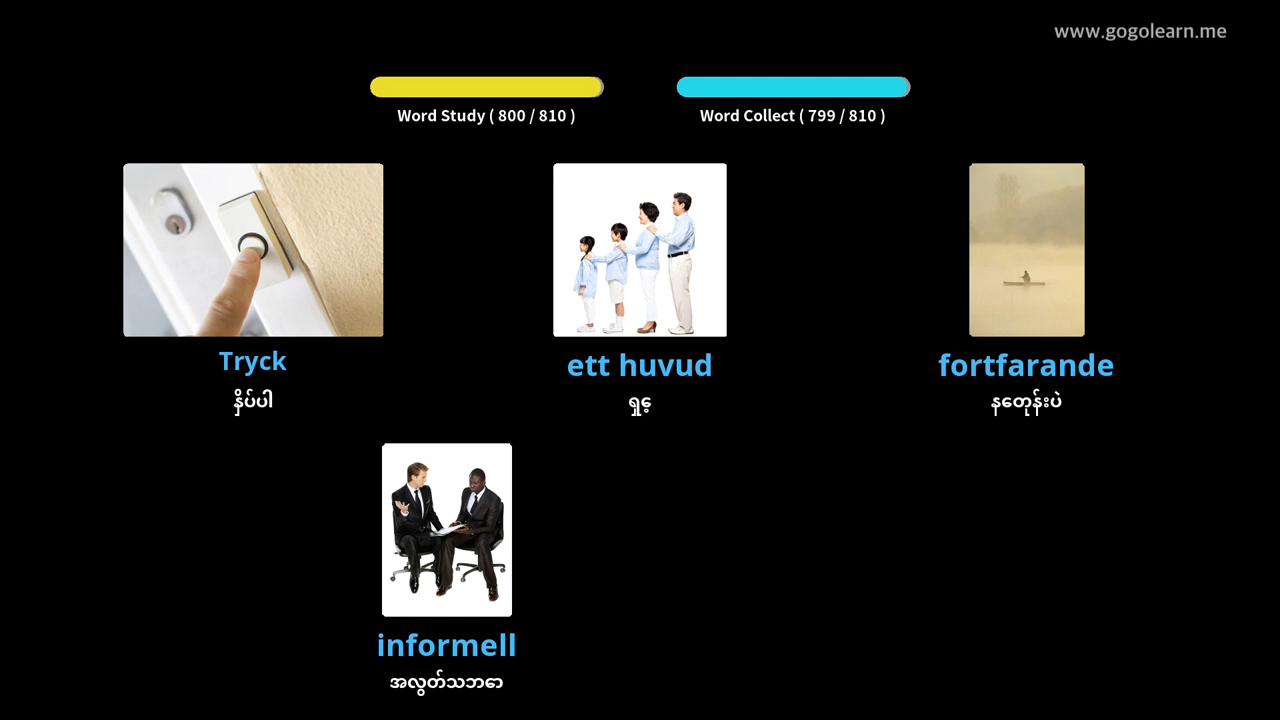 www.gogolearn.me
Word Study ( 800 / 810 )
Word Collect ( 799 / 810 )
Tryck
နှိပ်ပါ
ett huvud
ရှေ့
fortfarande
နေတုန်းပဲ
informell
အလွတ်သဘော